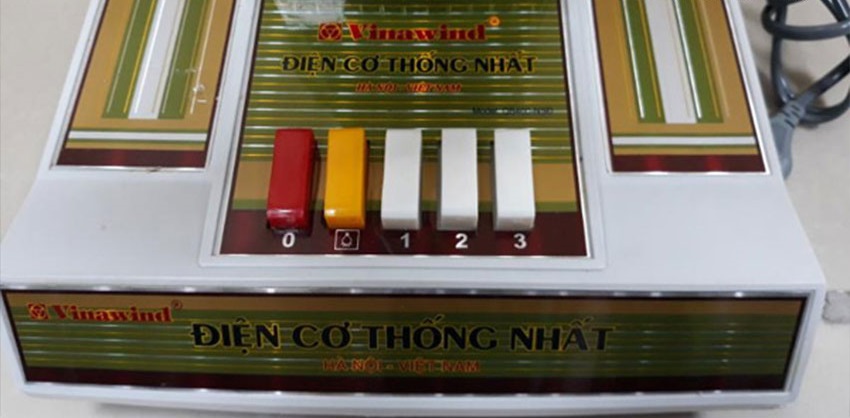 Vinawind®
ĐIỆN CƠ THỐNG NHẤT
HÀ NỘI - VIỆT NAM
Model:
0 1 2 3
Vinawind®
ĐIỆN CƠ THỐNG NHẤT
HÀ NỘI - VIỆT NAM